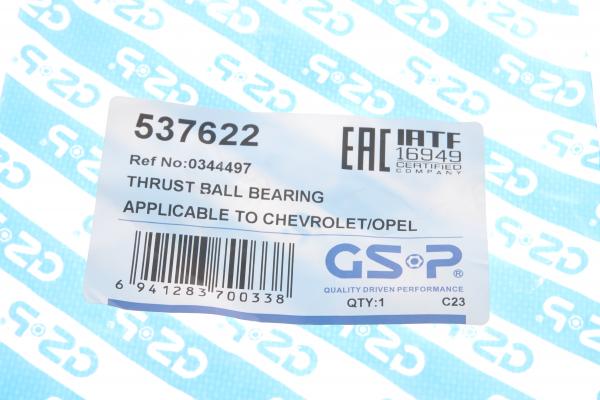 537622
Ref No:0344497
THRUST BALL BEARING
APPLICABLE TO CHEVROLET/OPEL
EAC IATF
16949
CERTIFIED
COMPANY
6 941283 700338
GSP®
QUALITY DRIVEN PERFORMANCE
QTY:1 C23